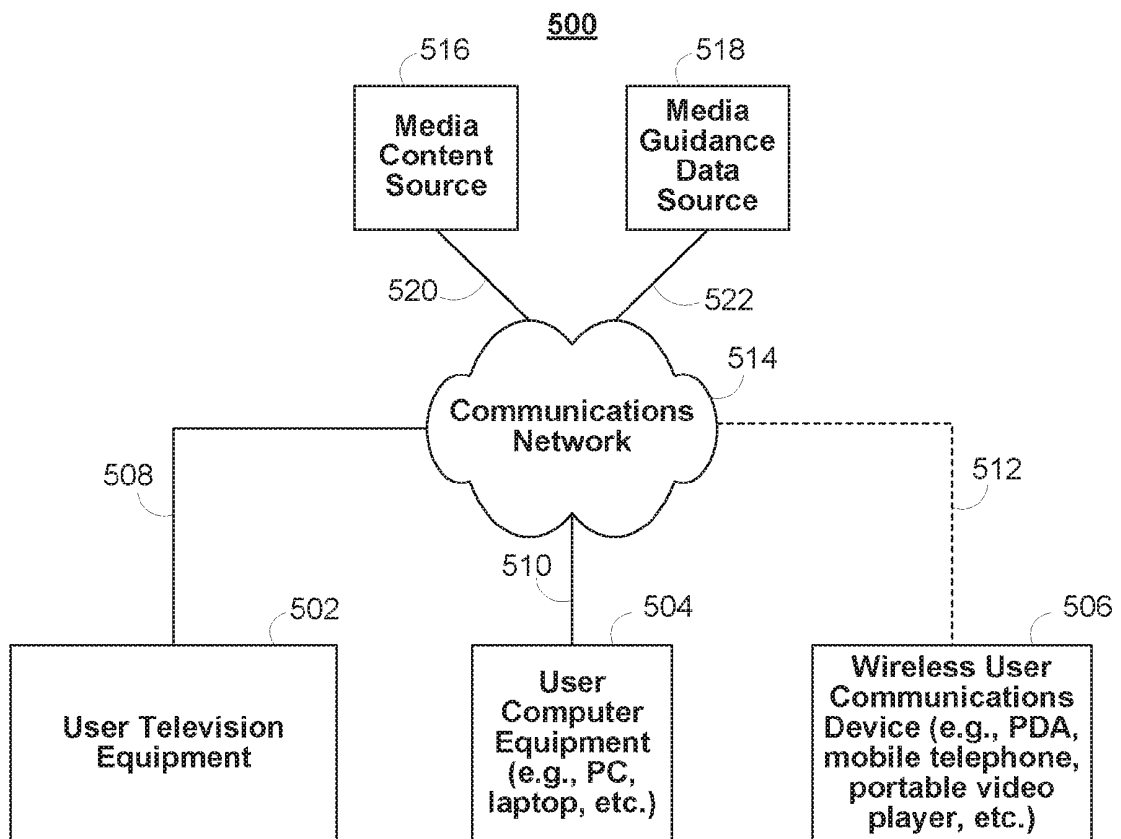 500
516
518
Media
Content
Source
Media
Guidance
Data
Source
520
522
514
Communications
Network
508
512
510
502
504
506
User Television
Equipment
User
Computer
Equipment
(e.g., PC,
laptop, etc.)
Wireless User
Communications
Device (e.g., PDA,
mobile telephone,
portable video
player, etc.)